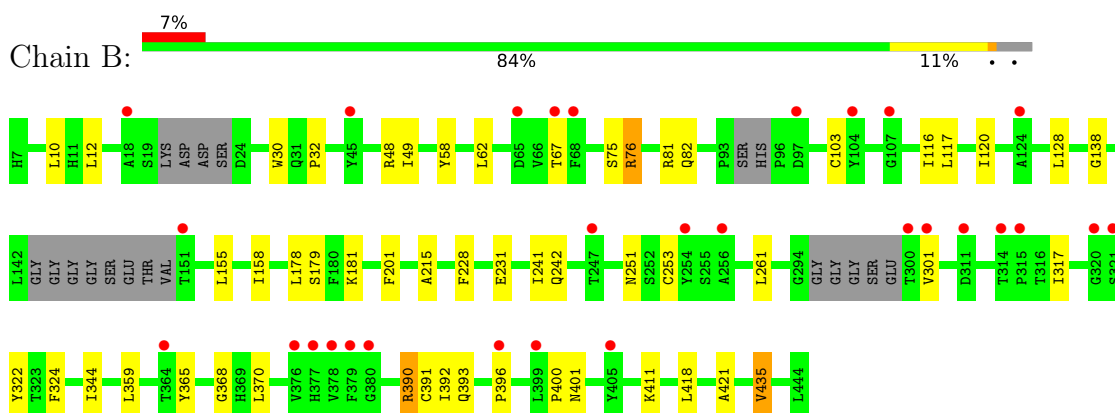 7%
Chain B:
84% 11% • •
H7 L10 H11 L12 A18 S19 LYS ASP ASP SER D24 W30 Q31 P32 Y45 R48 I49 Y58 L62 D65 V66 T67 F68 S75 R76 R81 Q82 P93 SER HIS P96 D97 C103 Y104 G107 I116 L117 I120 A124 L128 G138
L142 GLY GLY GLY GLY SER GLU THR VAL T151 L155 I158 L178 S179 F180 K181 F201 A215 F228 E231 I241 Q242 T247 N251 S252 C253 Y254 S255 A256 L261 G294 GLY GLY GLY SER GLU T300 V301 D311 T314 P315 T316 I317 G320 S321
Y322 T323 F324 I344 L359 T364 Y365 G368 H369 L370 V376 H377 V378 F379 G380 R390 C391 I392 Q393 P396 L399 P400 N401 Y405 K411 L418 A421 V435 L444